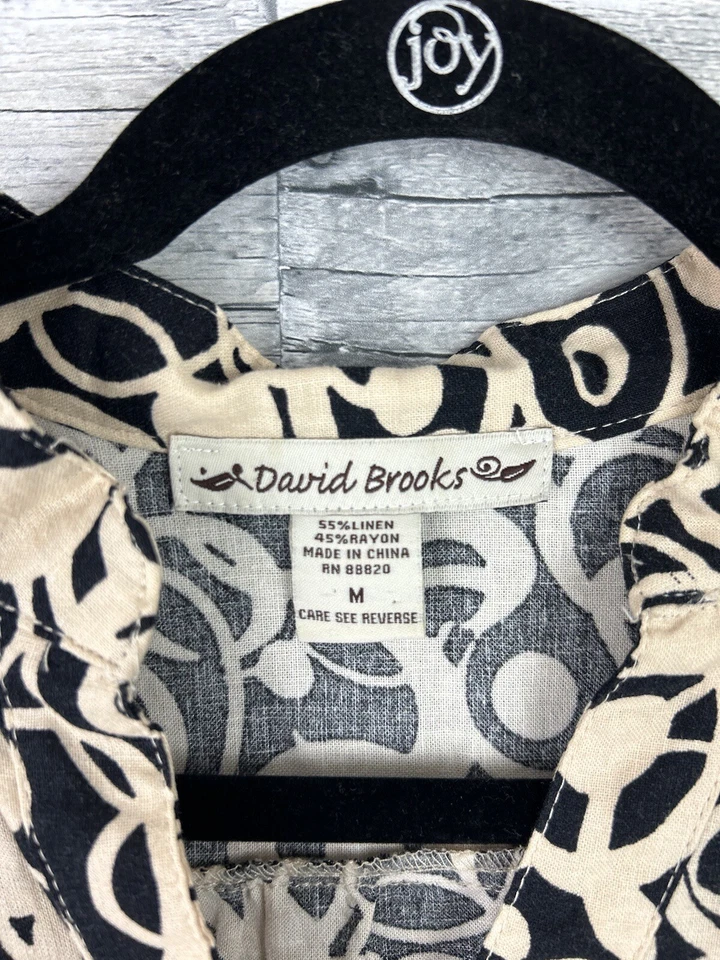 joy
David Brooks
55%LINEN
45%RAYON
MADE IN CHINA
RN 88820
M
CARE SEE REVERSE